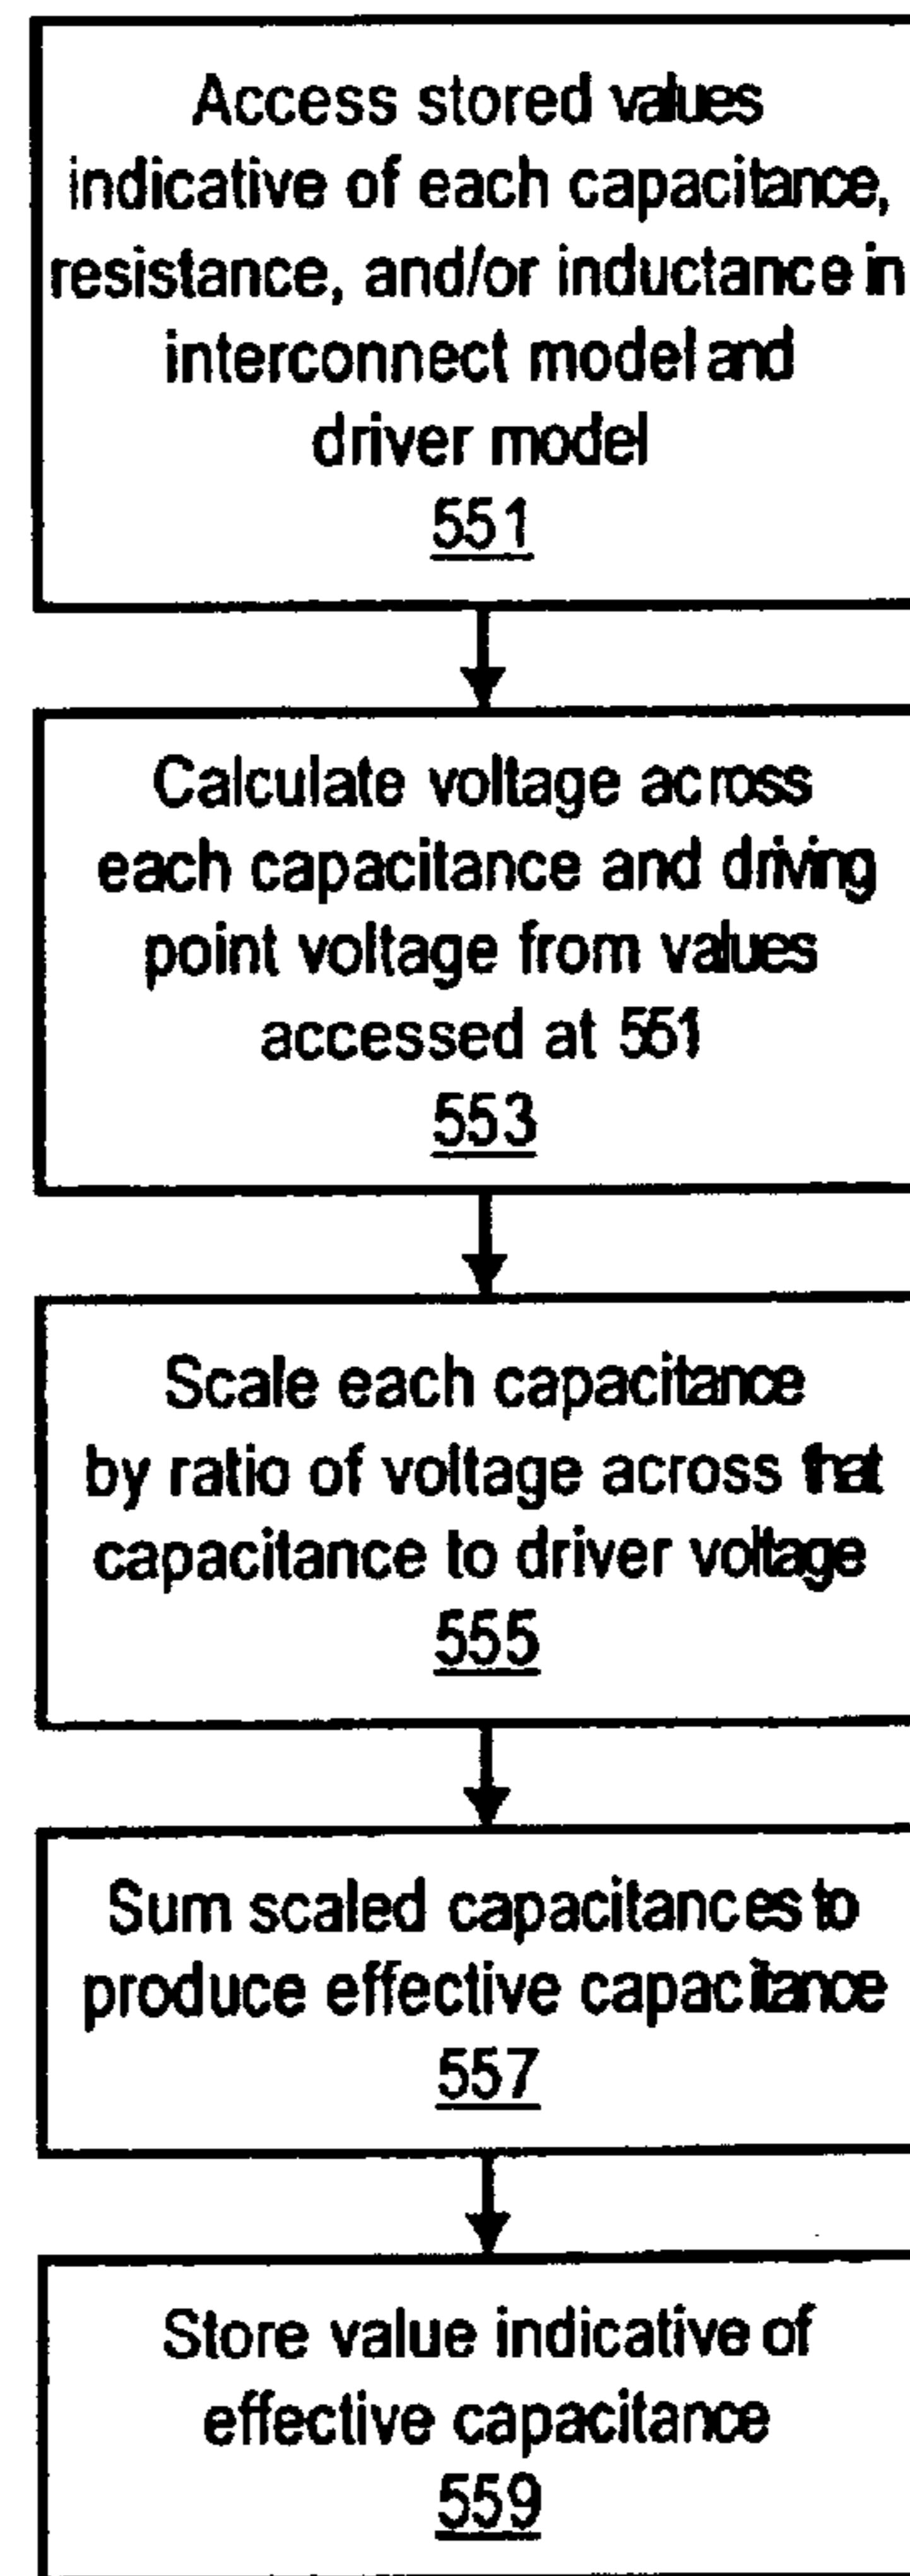 Access stored values
indicative of each capacitance,
resistance, and/or inductance in
interconnect model and
driver model
551
Calculate voltage across
each capacitance and driving
point voltage from values
accessed at 551
553
Scale each capacitance
by ratio of voltage across that
capacitance to driver voltage
555
Sum scaled capacitances to
produce effective capacitance
557
Store value indicative of
effective capacitance
559